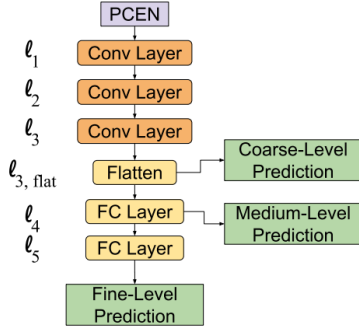 PCEN
ℓ1 Conv Layer
ℓ2 Conv Layer
ℓ3 Conv Layer
ℓ3, flat Flatten
Coarse-Level
Prediction
ℓ4 FC Layer
Medium-Level
Prediction
ℓ5 FC Layer
Fine-Level
Prediction